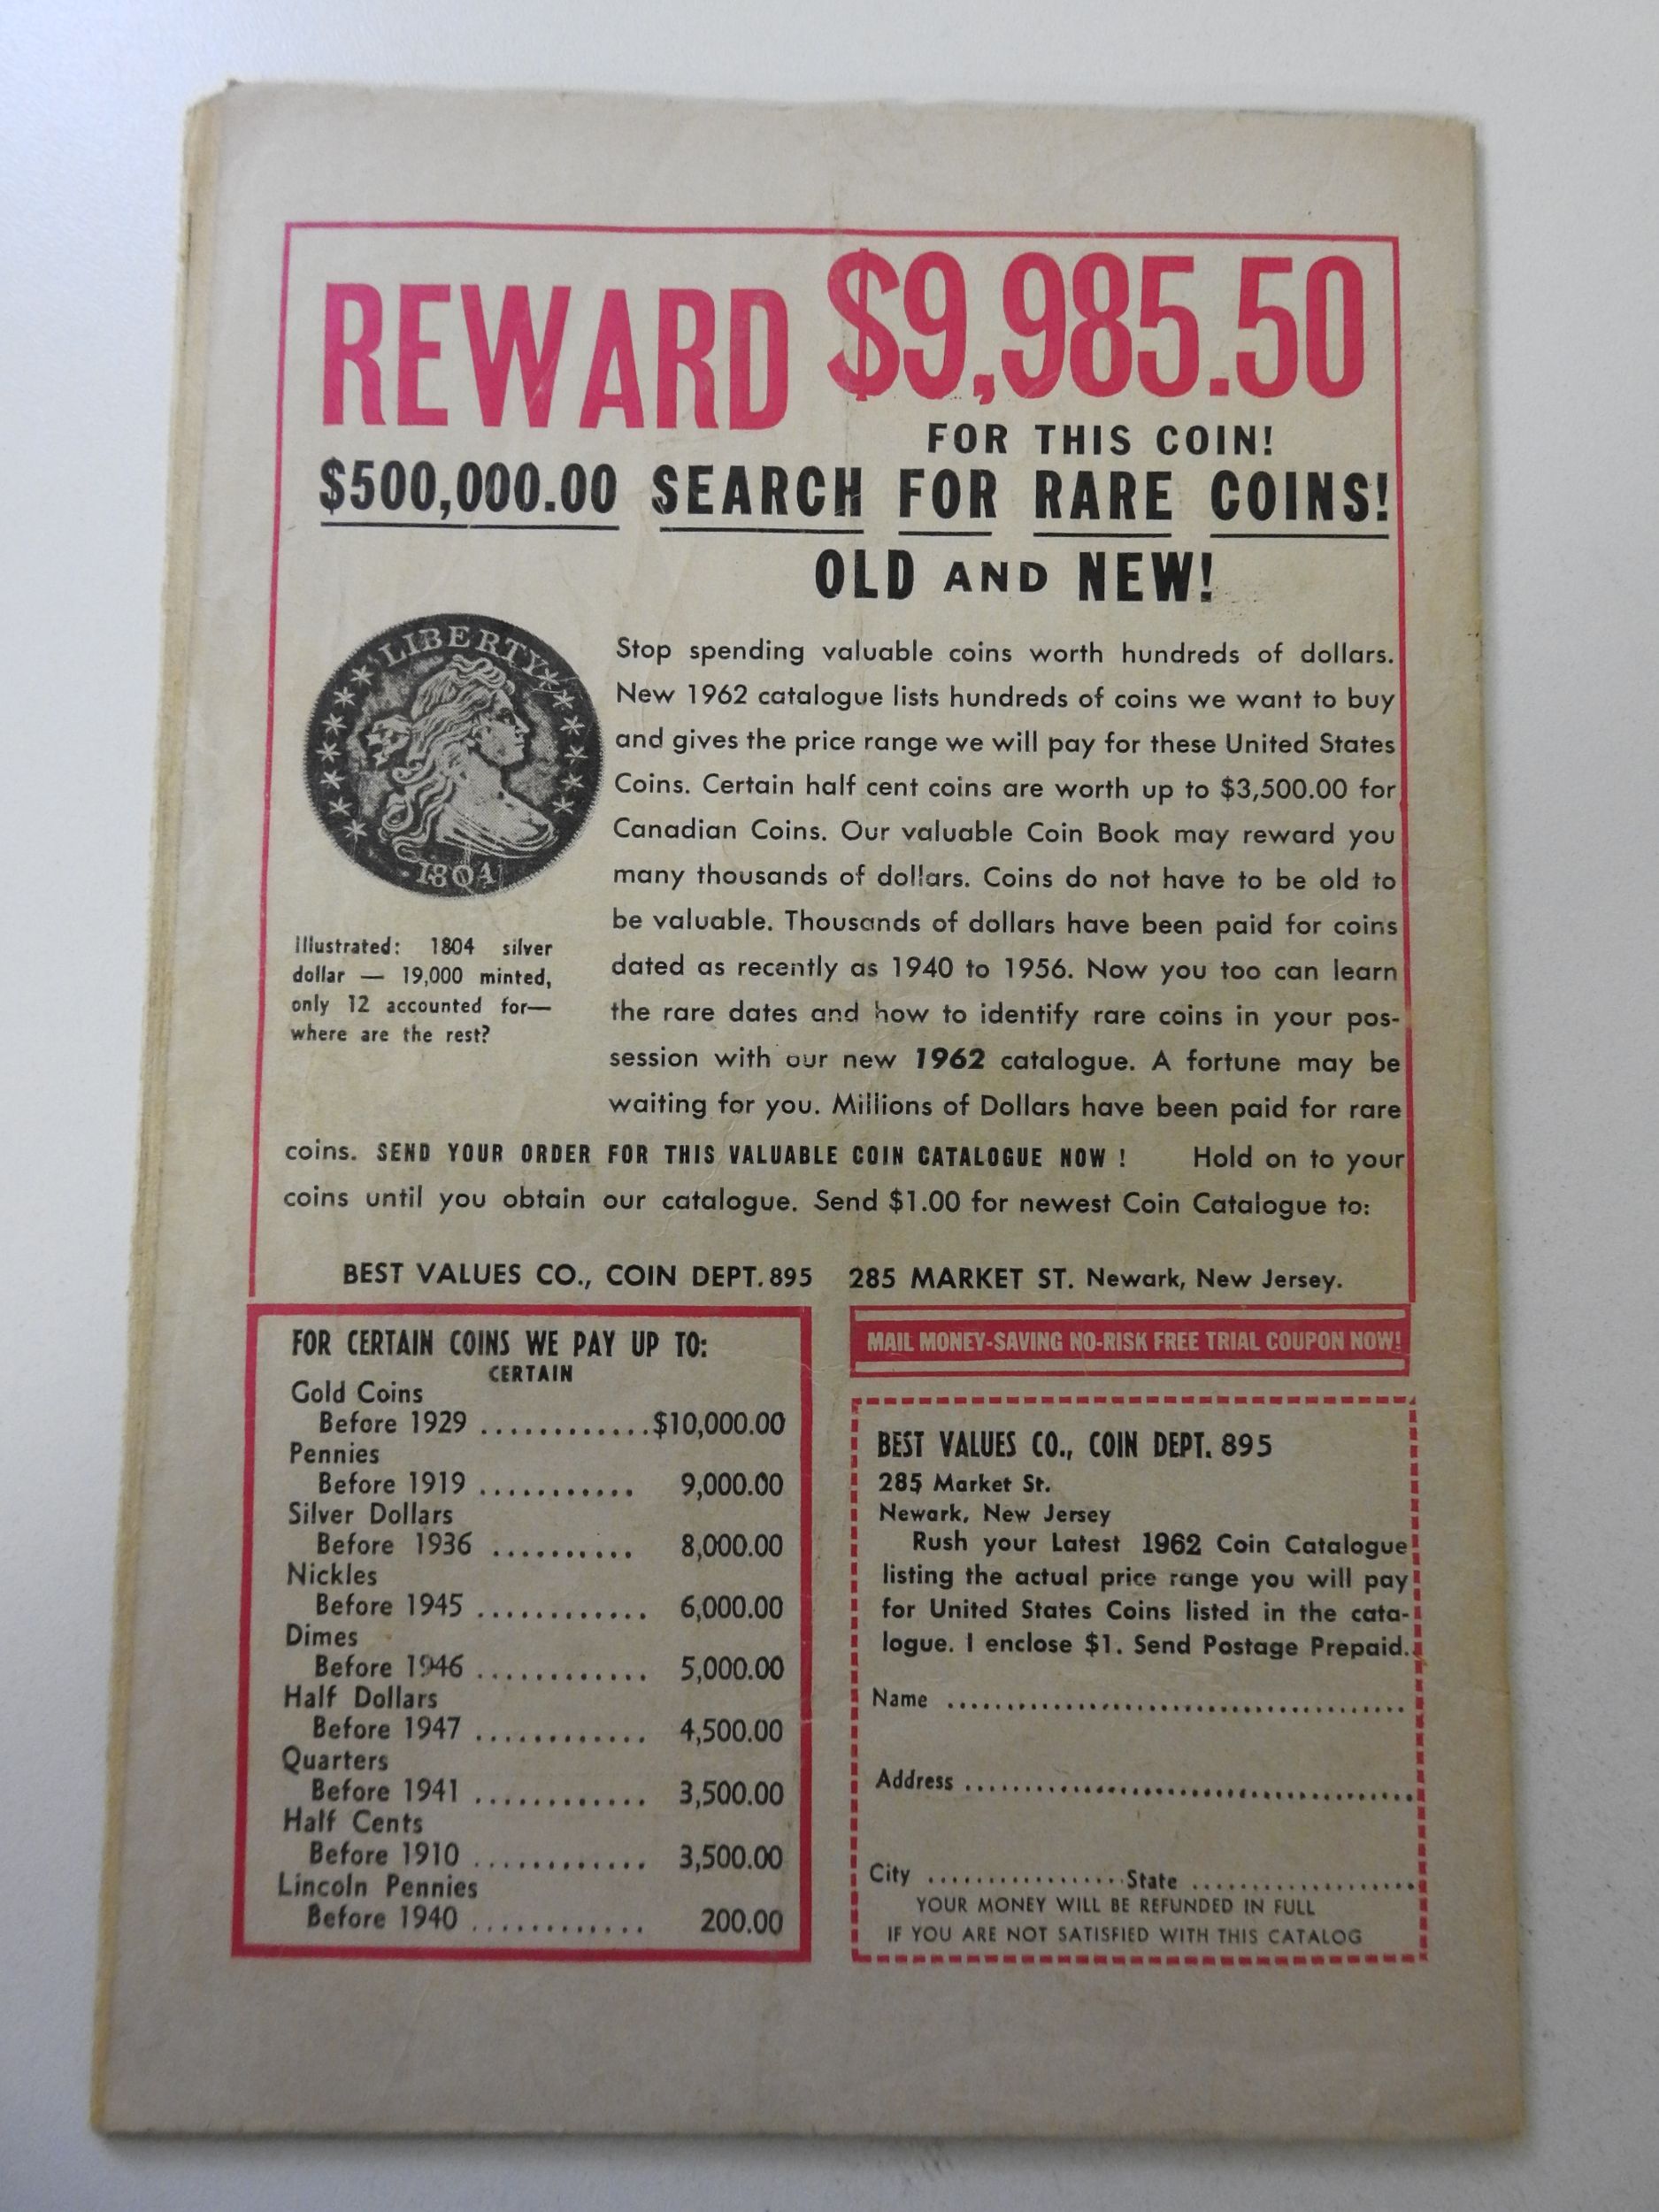 REWARD $9,985.50
FOR THIS COIN!
$500,000.00 SEARCH FOR RARE COINS!
OLD AND NEW!
LIBERTY
1804
Illustrated: 1804 silver
dollar — 19,000 minted,
only 12 accounted for—
where are the rest?
Stop spending valuable coins worth hundreds of dollars.
New 1962 catalogue lists hundreds of coins we want to buy
and gives the price range we will pay for these United States
Coins. Certain half cent coins are worth up to $3,500.00 for
Canadian Coins. Our valuable Coin Book may reward you
many thousands of dollars. Coins do not have to be old to
be valuable. Thousands of dollars have been paid for coins
dated as recently as 1940 to 1956. Now you too can learn
the rare dates and how to identify rare coins in your pos-
session with our new 1962 catalogue. A fortune may be
waiting for you. Millions of Dollars have been paid for rare
coins. SEND YOUR ORDER FOR THIS VALUABLE COIN CATALOGUE NOW ! Hold on to your
coins until you obtain our catalogue. Send $1.00 for newest Coin Catalogue to:
BEST VALUES CO., COIN DEPT. 895 285 MARKET ST. Newark, New Jersey.
FOR CERTAIN COINS WE PAY UP TO:
CERTAIN
Gold Coins
Before 1929 ............$10,000.00
Pennies
Before 1919 ........... 9,000.00
Silver Dollars
Before 1936 .......... 8,000.00
Nickles
Before 1945 ............ 6,000.00
Dimes
Before 1946 ............ 5,000.00
Half Dollars
Before 1947 ............ 4,500.00
Quarters
Before 1941 ............ 3,500.00
Half Cents
Before 1910 ............ 3,500.00
Lincoln Pennies
Before 1940 ............ 200.00
MAIL MONEY-SAVING NO-RISK FREE TRIAL COUPON NOW!
BEST VALUES CO., COIN DEPT. 895
285 Market St.
Newark, New Jersey
Rush your Latest 1962 Coin Catalogue
listing the actual price range you will pay
for United States Coins listed in the cata-
logue. I enclose $1. Send Postage Prepaid.
Name ........................................
Address ........................................
City .................. State ....................
YOUR MONEY WILL BE REFUNDED IN FULL
IF YOU ARE NOT SATISFIED WITH THIS CATALOG